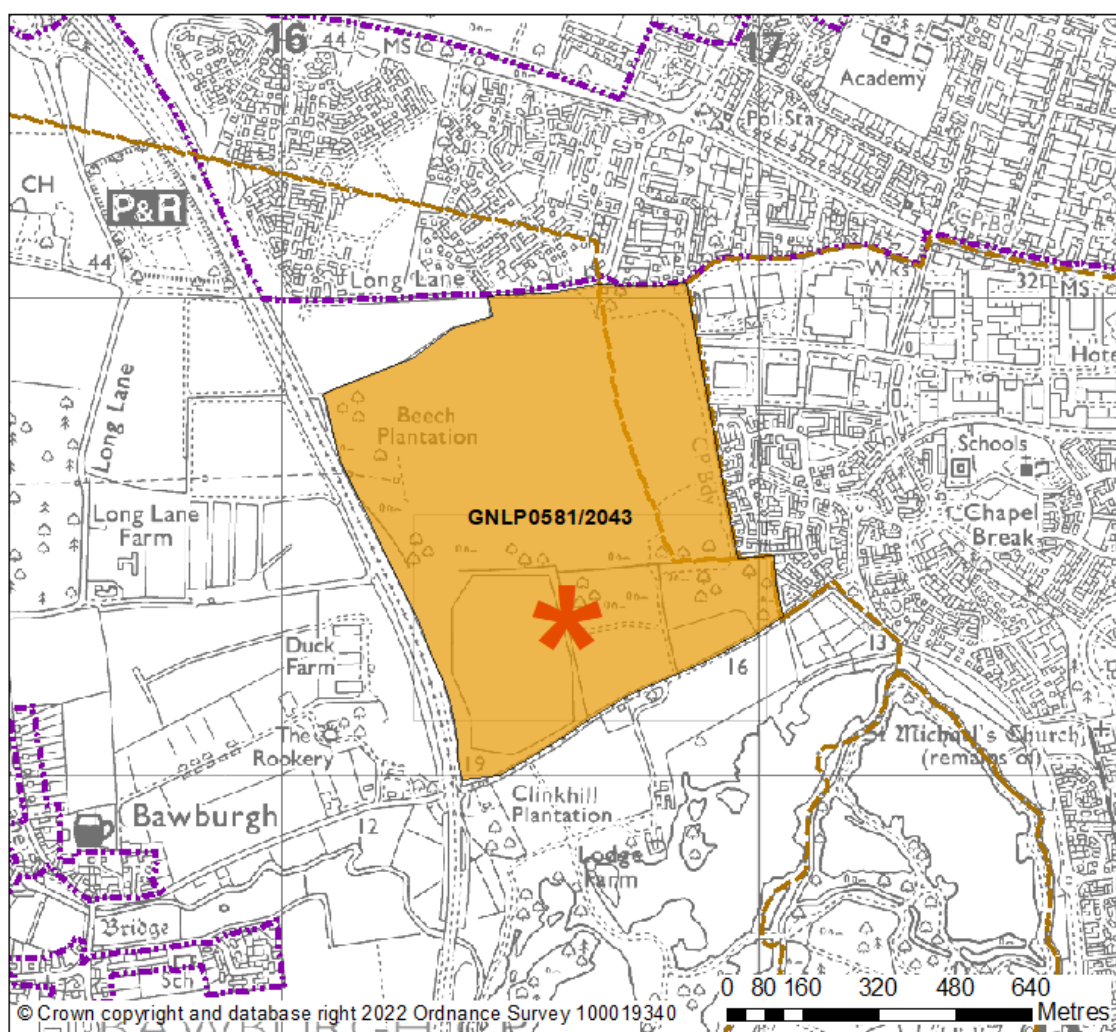 16
44
MS
17
Academy
Pol Sta
CH
P&R
44
Long Lane
Wks
32
MS
Hote
Long Lane
Beech
Plantation
CP Bdy
Schools
GNLP0581/2043
Chapel
Break
Long Lane
Farm
Duck
Farm
16
13
The
Rookery
19
St Michael's Church
(remains of)
Clinkhill
Plantation
Bawburgh
12
Lodge
Farm
Bridge
Sch
0 80 160 320 480 640
Metres
© Crown copyright and database right 2022 Ordnance Survey 100019340